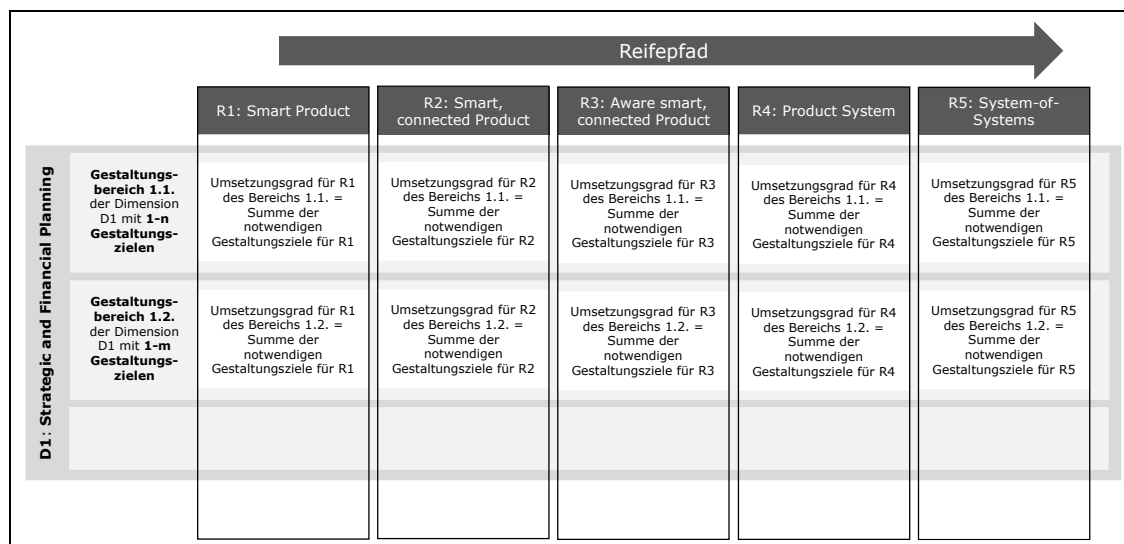 Reifepfad
R1: Smart Product
R2: Smart,
connected Product
R3: Aware smart,
connected Product
R4: Product System
R5: System-of-
Systems
D1: Strategic and Financial Planning
Gestaltungs-
bereich 1.1.
der Dimension
D1 mit 1-n
Gestaltungs-
zielen
Umsetzungsgrad für R1
des Bereichs 1.1. =
Summe der
notwendigen
Gestaltungsziele für R1
Umsetzungsgrad für R2
des Bereichs 1.1. =
Summe der
notwendigen
Gestaltungsziele für R2
Umsetzungsgrad für R3
des Bereichs 1.1. =
Summe der
notwendigen
Gestaltungsziele für R3
Umsetzungsgrad für R4
des Bereichs 1.1. =
Summe der
notwendigen
Gestaltungsziele für R4
Umsetzungsgrad für R5
des Bereichs 1.1. =
Summe der
notwendigen
Gestaltungsziele für R5
Gestaltungs-
bereich 1.2.
der Dimension
D1 mit 1-m
Gestaltungs-
zielen
Umsetzungsgrad für R1
des Bereichs 1.2. =
Summe der
notwendigen
Gestaltungsziele für R1
Umsetzungsgrad für R2
des Bereichs 1.2. =
Summe der
notwendigen
Gestaltungsziele für R2
Umsetzungsgrad für R3
des Bereichs 1.2. =
Summe der
notwendigen
Gestaltungsziele für R3
Umsetzungsgrad für R4
des Bereichs 1.2. =
Summe der
notwendigen
Gestaltungsziele für R4
Umsetzungsgrad für R5
des Bereichs 1.2. =
Summe der
notwendigen
Gestaltungsziele für R5